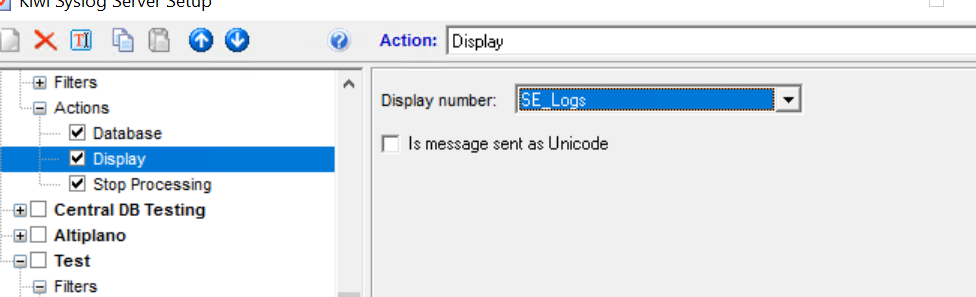 Kiwi Syslog Server Setup
Action: Display
Filters
Actions
Database
Display
Stop Processing
Central DB Testing
Altiplano
Test
Filters
Display number: SE_Logs
Is message sent as Unicode